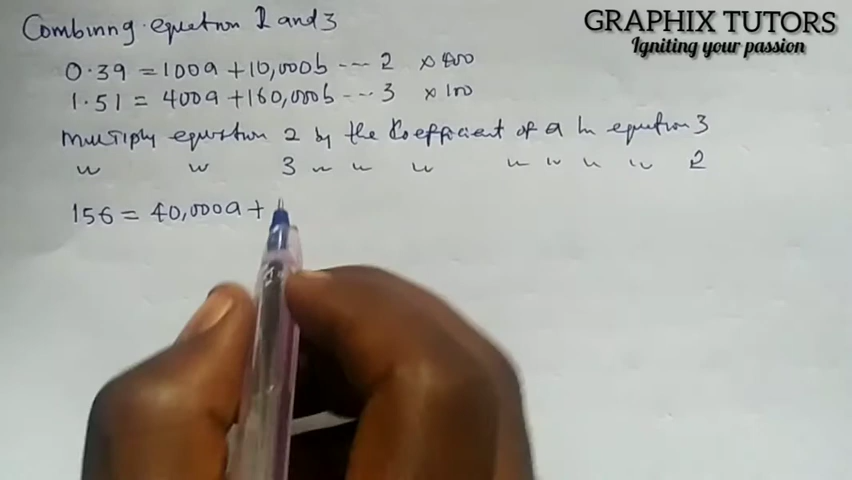 GRAPHIX TUTORS
Igniting your passion
Combinng equation 2 and 3
0.39 = 100a + 10,000b ---- 2 × 400
1.51 = 400a + 160,000b --- 3 × 100
Multiply equation 2 by the Coefficient of a in equation 3
" " 3 " " " " " " " 2
156 = 40,000a +